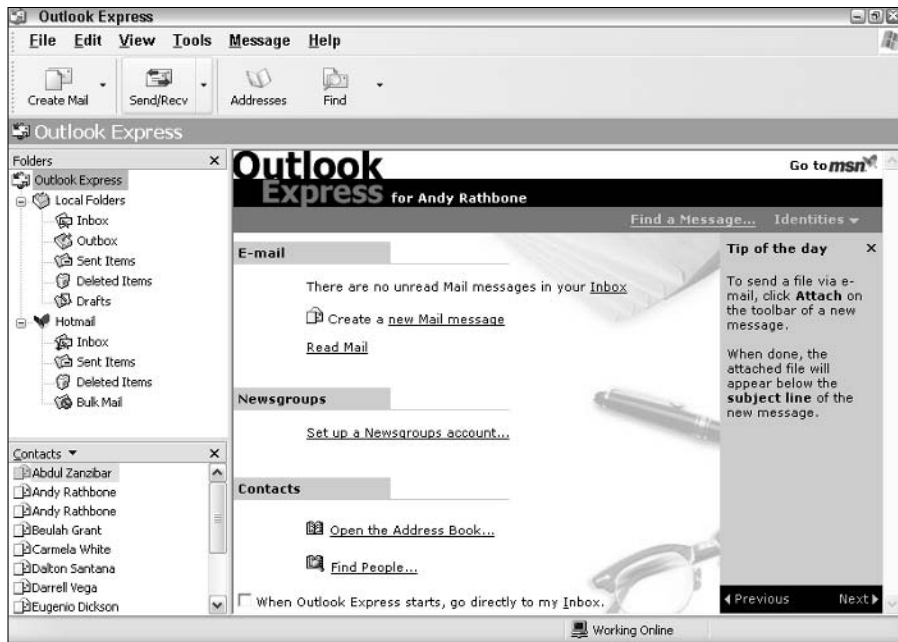 Outlook Express
File Edit View Tools Message Help
Create Mail Send/Recv Addresses Find
Outlook Express
Folders
Outlook Express
Local Folders
Inbox
Outbox
Sent Items
Deleted Items
Drafts
Hotmail
Inbox
Sent Items
Deleted Items
Bulk Mail
Contacts
Abdul Zanzibar
Andy Rathbone
Andy Rathbone
Beulah Grant
Carmela White
Dalton Santana
Darrell Vega
Eugenio Dickson
Outlook
Express for Andy Rathbone
Go to msn
Find a Message... Identities
E-mail
There are no unread Mail messages in your Inbox
Create a new Mail message
Read Mail
Newsgroups
Set up a Newsgroups account...
Contacts
Open the Address Book...
Find People...
When Outlook Express starts, go directly to my Inbox.
Tip of the day
To send a file via e-
mail, click Attach on
the toolbar of a new
message.
When done, the
attached file will
appear below the
subject line of the
new message.
Previous Next
Working Online